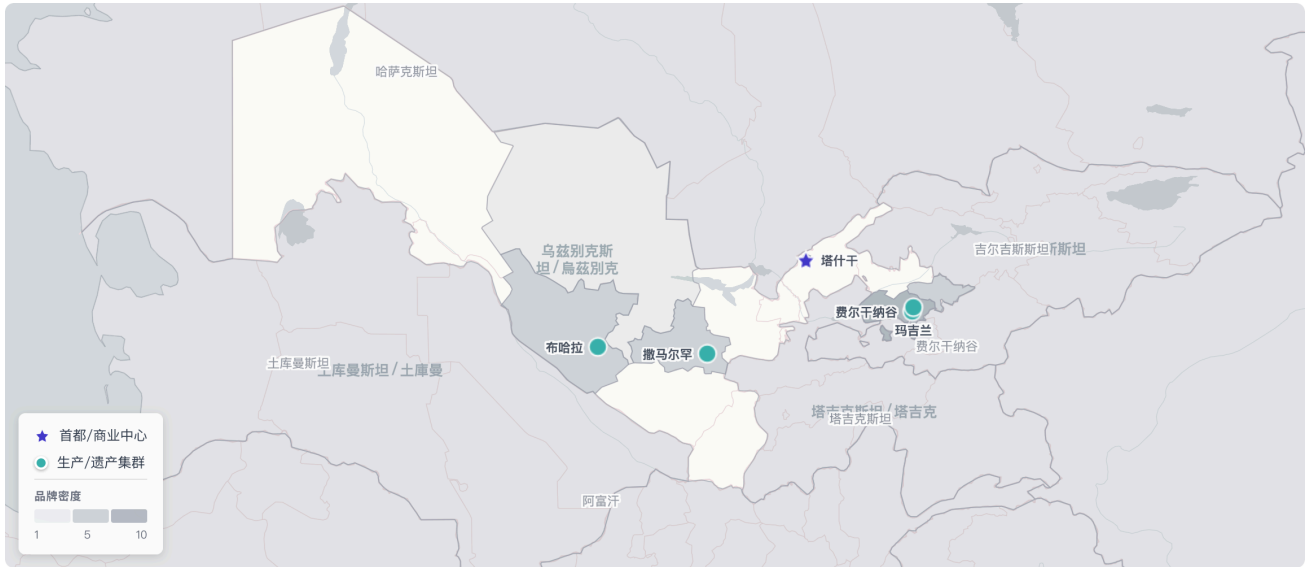 哈萨克斯坦
乌兹别克斯
坦/烏茲別克
塔什干
吉尔吉斯斯坦
斯坦
费尔干纳谷
玛吉兰
费尔干纳谷
布哈拉
撒马尔罕
土库曼斯坦
土库曼斯坦/土庫曼
塔吉克斯坦/塔吉克
塔吉克斯坦
阿富汗
首都/商业中心
生产/遗产集群
品牌密度
1 5 10